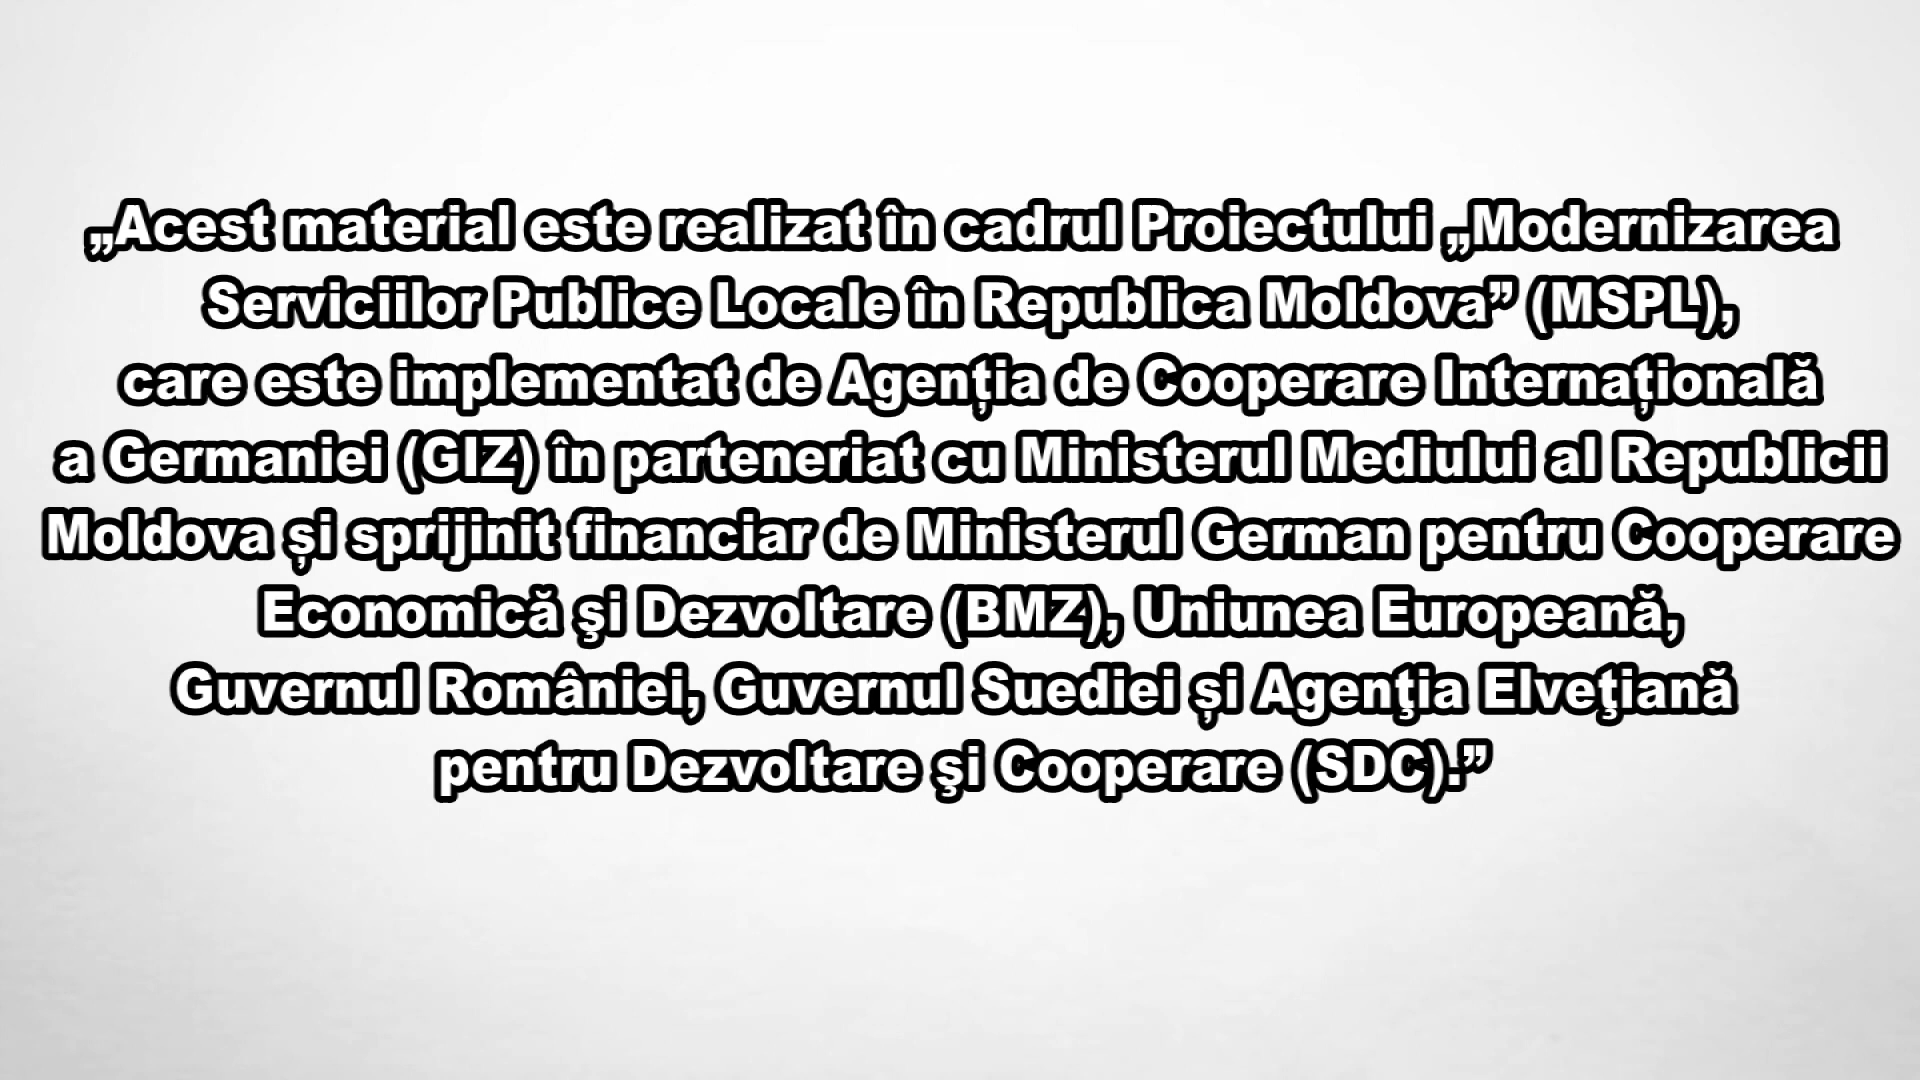 „Acest material este realizat în cadrul Proiectului „Modernizarea
Serviciilor Publice Locale în Republica Moldova” (MSPL),
care este implementat de Agenția de Cooperare Internațională
a Germaniei (GIZ) în parteneriat cu Ministerul Mediului al Republicii
Moldova și sprijinit financiar de Ministerul German pentru Cooperare
Economică şi Dezvoltare (BMZ), Uniunea Europeană,
Guvernul României, Guvernul Suediei și Agenţia Elveţiană
pentru Dezvoltare şi Cooperare (SDC).”